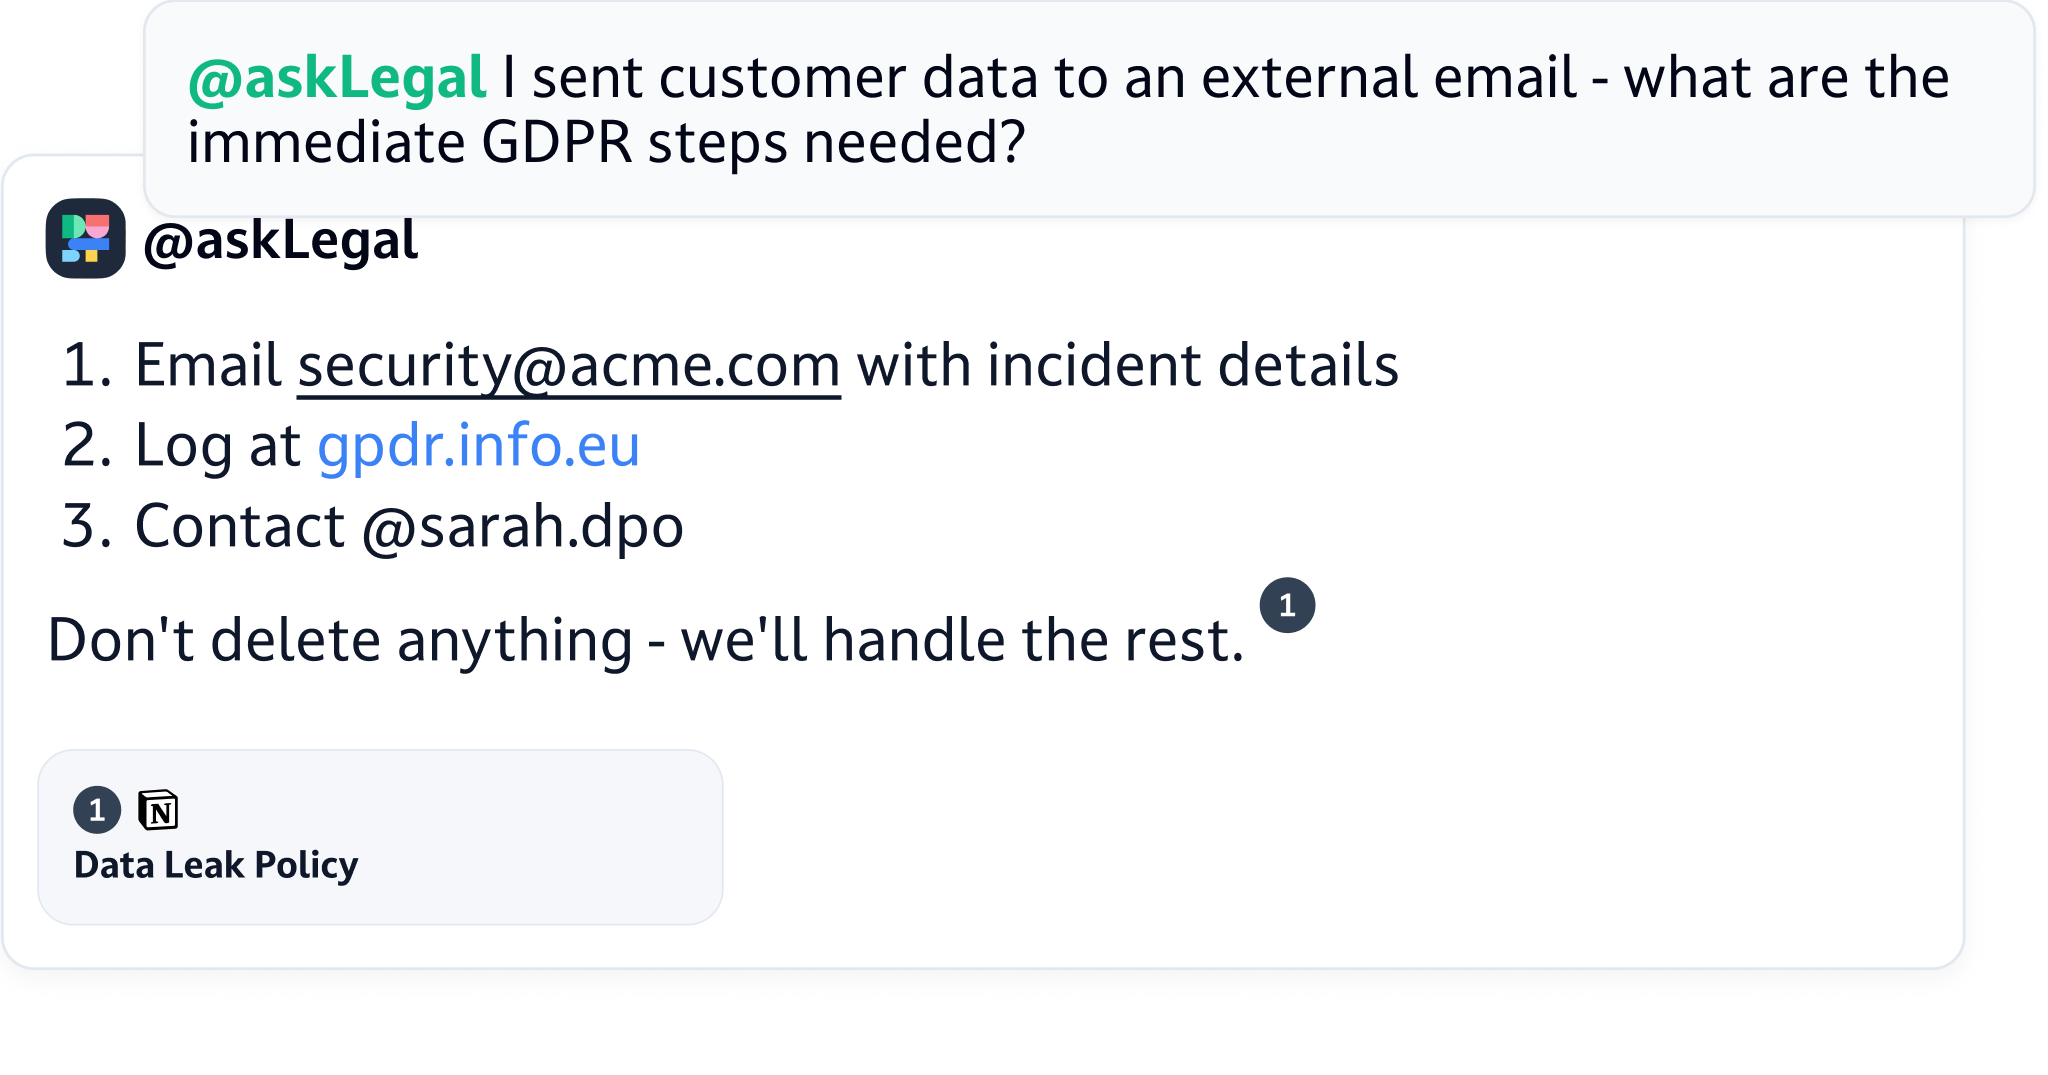 @askLegal I sent customer data to an external email - what are the
immediate GDPR steps needed?
@askLegal
1. Email security@acme.com with incident details
2. Log at gpdr.info.eu
3. Contact @sarah.dpo
Don't delete anything - we'll handle the rest. 1
1 N
Data Leak Policy